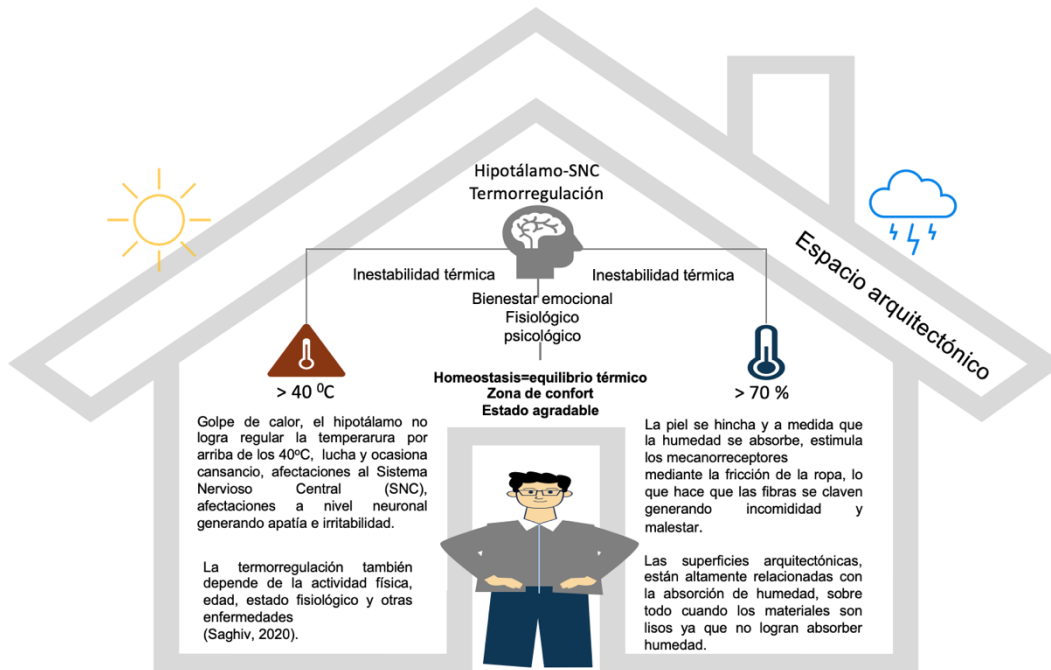 Hipotálamo-SNC
Termorregulación
Espacio arquitectónico
Inestabilidad térmica
Inestabilidad térmica
Bienestar emocional
Fisiológico
psicológico
Homeostasis=equilibrio térmico
Zona de confort
Estado agradable
> 40 ⁰C
Golpe de calor, el hipotálamo no
logra regular la temperarura por
arriba de los 40ºC, lucha y ocasiona
cansancio, afectaciones al Sistema
Nervioso Central (SNC),
afectaciones a nivel neuronal
generando apatía e irritabilidad.
La termorregulación también
depende de la actividad física,
edad, estado fisiológico y otras
enfermedades
(Saghiv, 2020).
> 70 %
La piel se hincha y a medida que
la humedad se absorbe, estimula
los mecanorreceptores
mediante la fricción de la ropa, lo
que hace que las fibras se claven
generando incomididad y
malestar.
Las superficies arquitectónicas,
están altamente relacionadas con
la absorción de humedad, sobre
todo cuando los materiales son
lisos ya que no logran absorber
humedad.